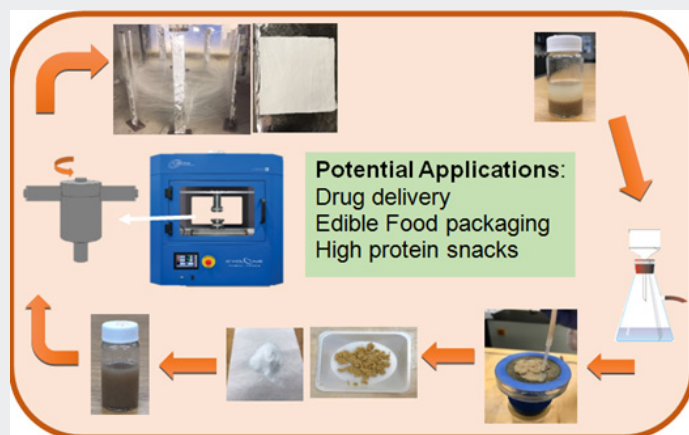 Potential Applications:
Drug delivery
Edible Food packaging
High protein snacks